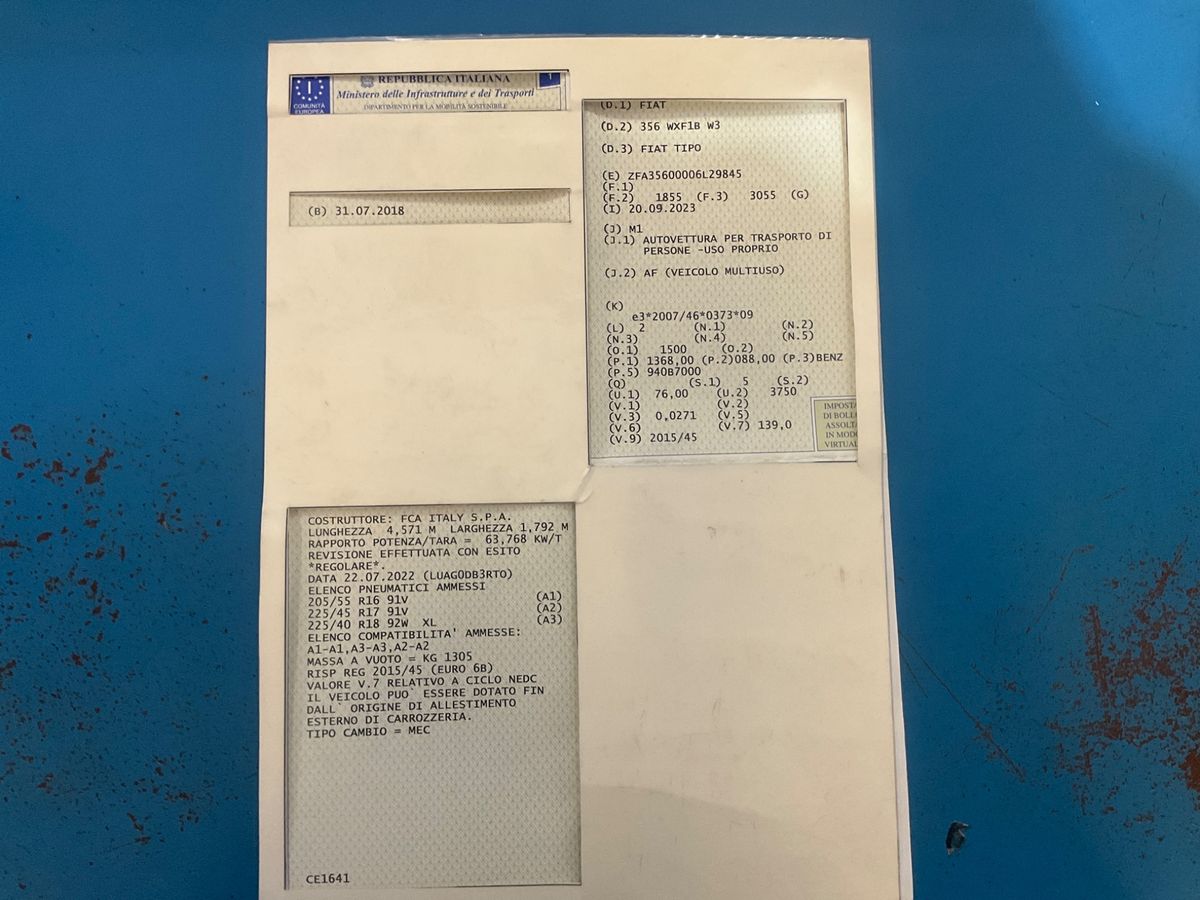 I
COMUNITÀ
EUROPEA
REPUBBLICA ITALIANA
Ministero delle Infrastrutture e dei Trasporti
DIPARTIMENTO PER LA MOBILITÀ SOSTENIBILE
I
(B) 31.07.2018
(D.1) FIAT
(D.2) 356 WXF1B W3
(D.3) FIAT TIPO
(E) ZFA35600006L29845
(F.1)
(F.2) 1855 (F.3) 3055 (G)
(I) 20.09.2023
(J) M1
(J.1) AUTOVETTURA PER TRASPORTO DI
PERSONE -USO PROPRIO
(J.2) AF (VEICOLO MULTIUSO)
(K)
e3*2007/46*0373*09
(L) 2 (N.1) (N.2)
(N.3) (N.4) (N.5)
(O.1) 1500 (O.2)
(P.1) 1368,00 (P.2)088,00 (P.3)BENZ
(P.5) 940B7000
(Q) (S.1) 5 (S.2)
(U.1) 76,00 (U.2) 3750
(V.1) (V.2)
(V.3) 0,0271 (V.5)
(V.6) (V.7) 139,0
(V.9) 2015/45
IMPOSTA
DI BOLLO
ASSOLTA
IN MODO
VIRTUAL
COSTRUTTORE: FCA ITALY S.P.A.
LUNGHEZZA 4,571 M LARGHEZZA 1,792 M
RAPPORTO POTENZA/TARA = 63,768 KW/T
REVISIONE EFFETTUATA CON ESITO
*REGOLARE*.
DATA 22.07.2022 (LUAG0DB3RTO)
ELENCO PNEUMATICI AMMESSI
205/55 R16 91V (A1)
225/45 R17 91V (A2)
225/40 R18 92W XL (A3)
ELENCO COMPATIBILITA' AMMESSE:
A1-A1,A3-A3,A2-A2
MASSA A VUOTO = KG 1305
RISP REG 2015/45 (EURO 6B)
VALORE V.7 RELATIVO A CICLO NEDC
IL VEICOLO PUO` ESSERE DOTATO FIN
DALL` ORIGINE DI ALLESTIMENTO
ESTERNO DI CARROZZERIA.
TIPO CAMBIO = MEC
CE1641